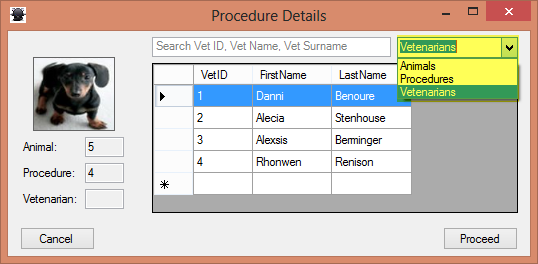 Procedure Details
Search Vet ID, Vet Name, Vet Surname
Vetenarians
Animals
Procedures
Vetenarians
VetID FirstName LastName
1 Danni Benoure
2 Alecia Stenhouse
3 Alexsis Berminger
4 Rhonwen Renison
Animal: 5
Procedure: 4
Vetenarian:
Cancel
Proceed